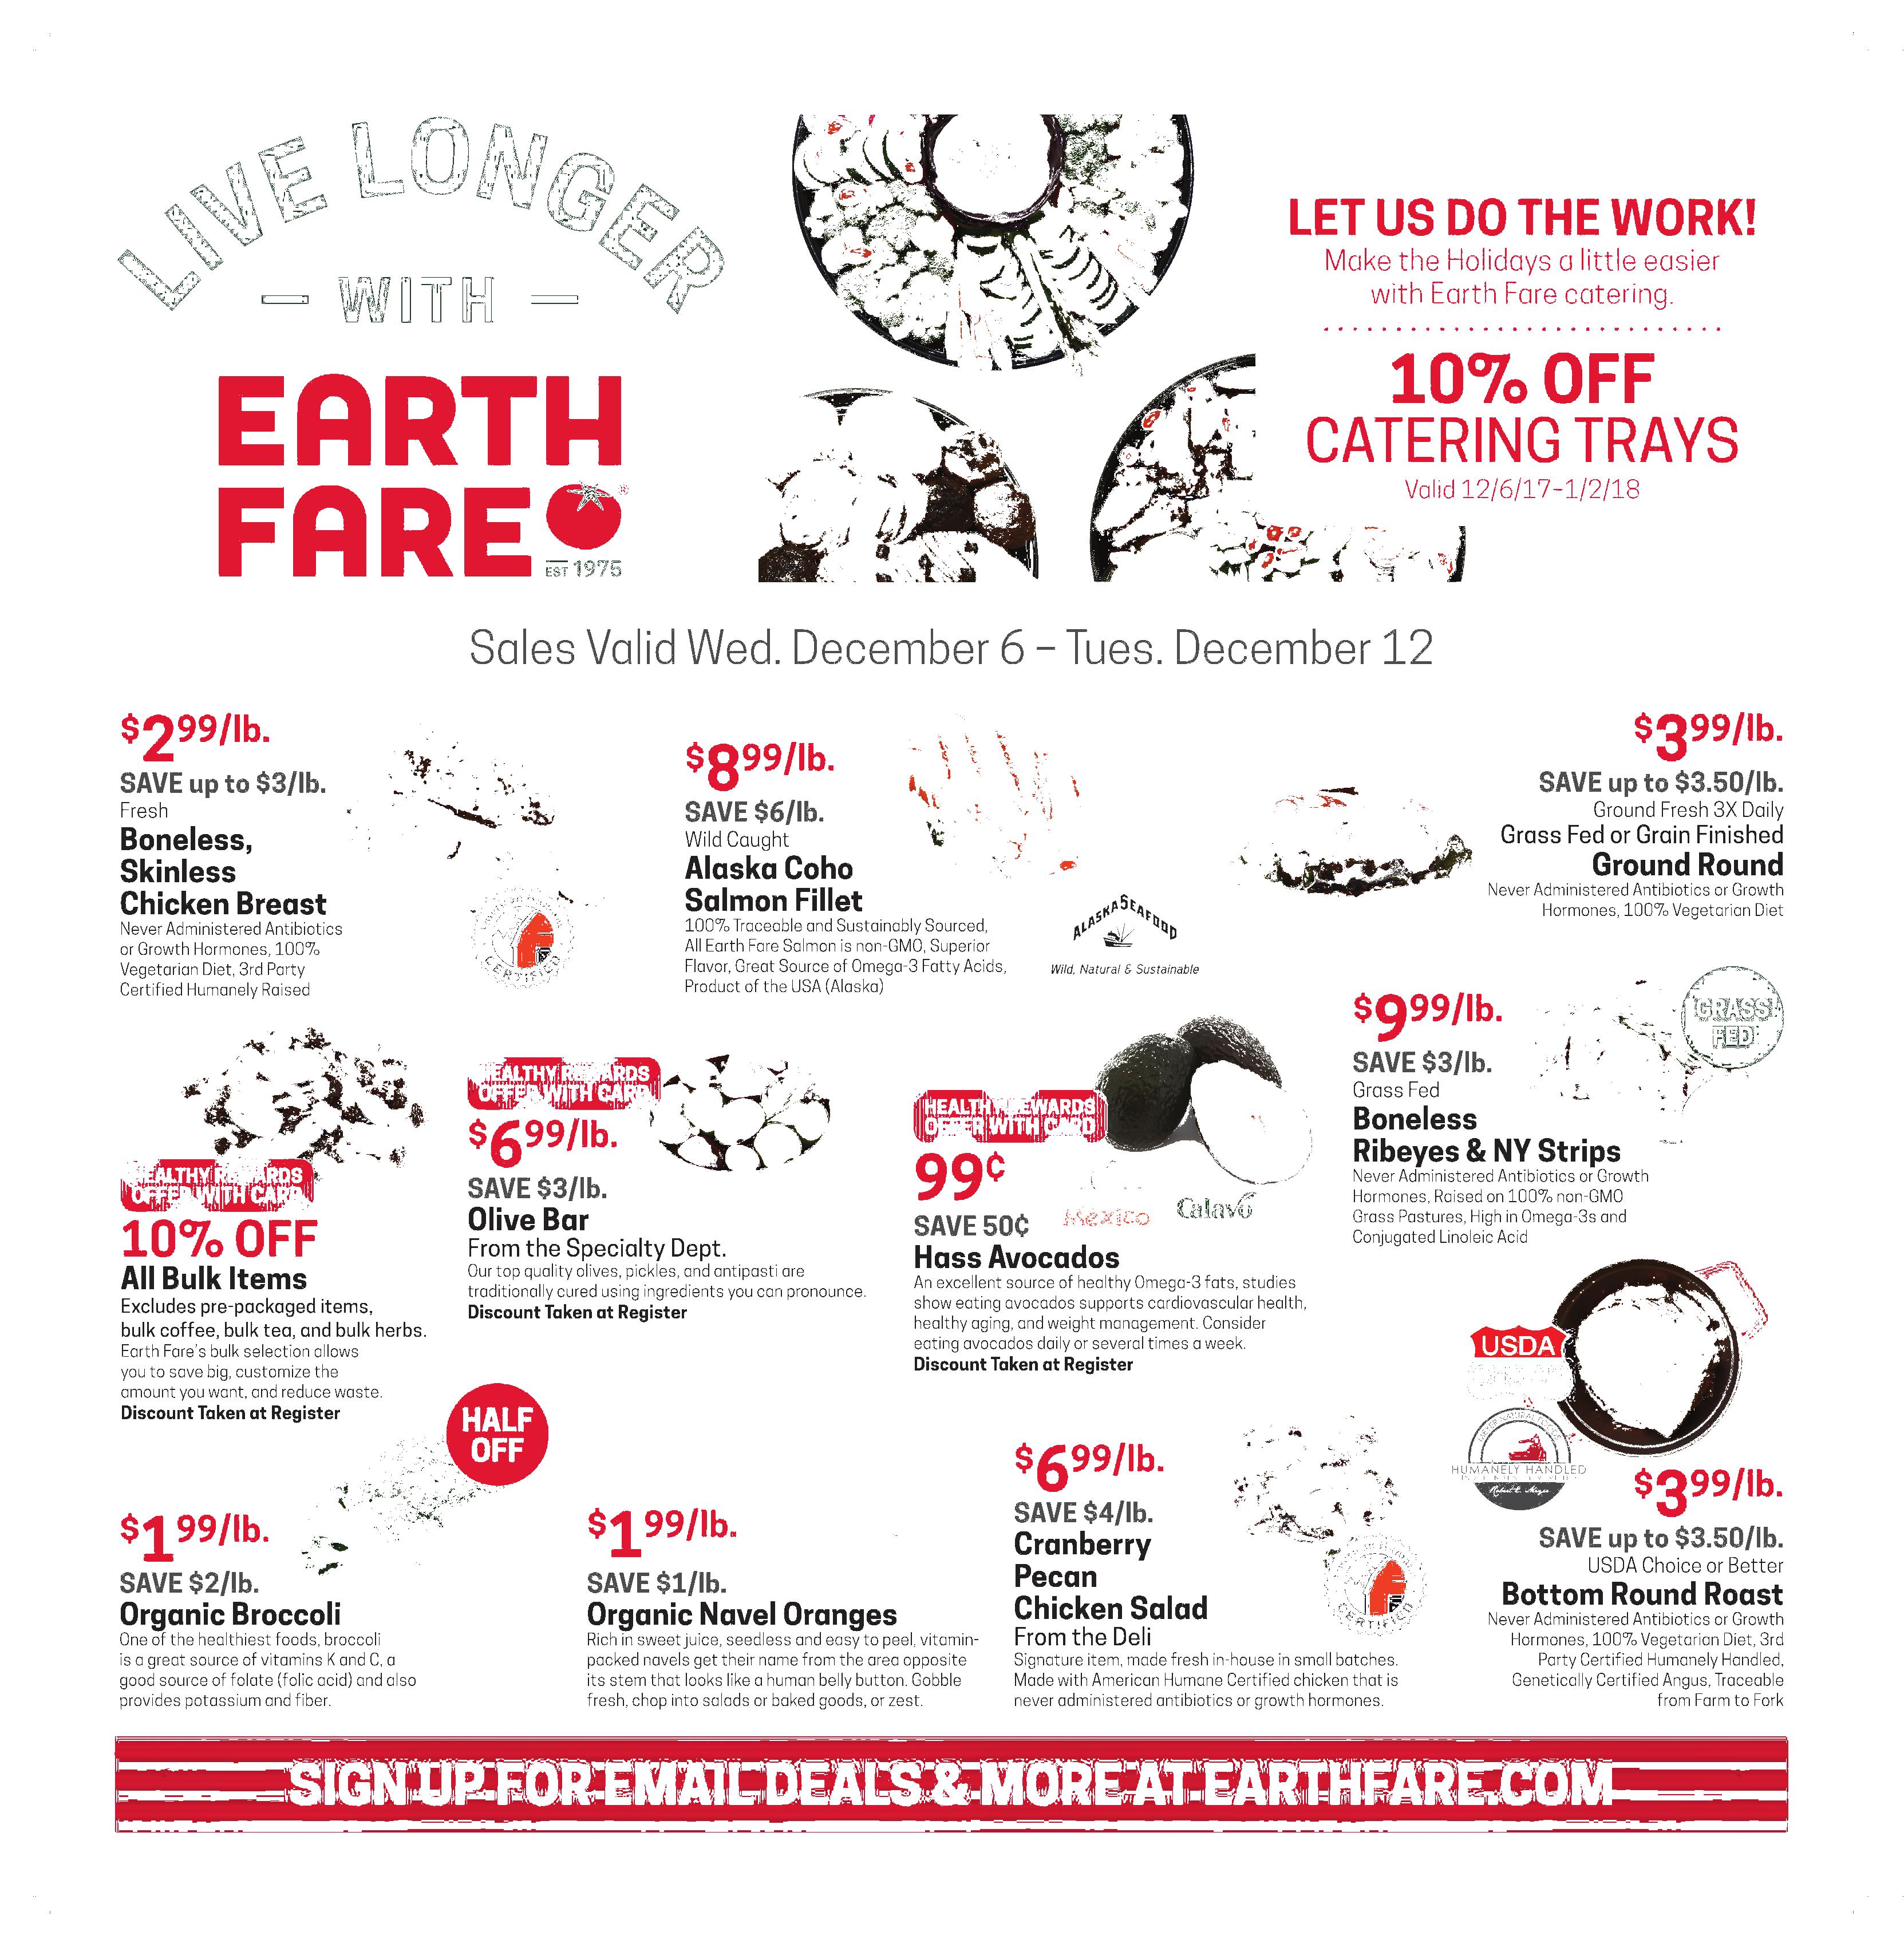 LIVE LONGER
– WITH –
EARTH
FARE®
EST 1975
LET US DO THE WORK!
Make the Holidays a little easier
with Earth Fare catering.
10% OFF
CATERING TRAYS
Valid 12/6/17–1/2/18
Sales Valid Wed. December 6 – Tues. December 12
$2 99/lb.
SAVE up to $3/lb.
Fresh
Boneless,
Skinless
Chicken Breast
Never Administered Antibiotics
or Growth Hormones, 100%
Vegetarian Diet, 3rd Party
Certified Humanely Raised
CERTIFIED
$8 99/lb.
SAVE $6/lb.
Wild Caught
Alaska Coho
Salmon Fillet
100% Traceable and Sustainably Sourced,
All Earth Fare Salmon is non-GMO, Superior
Flavor, Great Source of Omega-3 Fatty Acids,
Product of the USA (Alaska)
ALASKA SEAFOOD
Wild, Natural & Sustainable
$3 99/lb.
SAVE up to $3.50/lb.
Ground Fresh 3X Daily
Grass Fed or Grain Finished
Ground Round
Never Administered Antibiotics or Growth
Hormones, 100% Vegetarian Diet
HEALTHY REWARDS
OFFER WITH CARD
10% OFF
All Bulk Items
Excludes pre-packaged items,
bulk coffee, bulk tea, and bulk herbs.
Earth Fare's bulk selection allows
you to save big, customize the
amount you want, and reduce waste.
Discount Taken at Register
HEALTHY REWARDS
OFFER WITH CARD
$6 99/lb.
SAVE $3/lb.
Olive Bar
From the Specialty Dept.
Our top quality olives, pickles, and antipasti are
traditionally cured using ingredients you can pronounce.
Discount Taken at Register
HEALTHY REWARDS
OFFER WITH CARD
99¢
SAVE 50¢
Mexico
Calavo
Hass Avocados
An excellent source of healthy Omega-3 fats, studies
show eating avocados supports cardiovascular health,
healthy aging, and weight management. Consider
eating avocados daily or several times a week.
Discount Taken at Register
$9 99/lb.
GRASS
FED
SAVE $3/lb.
Grass Fed
Boneless
Ribeyes & NY Strips
Never Administered Antibiotics or Growth
Hormones, Raised on 100% non-GMO
Grass Pastures, High in Omega-3s and
Conjugated Linoleic Acid
HALF
OFF
$1 99/lb.
SAVE $2/lb.
Organic Broccoli
One of the healthiest foods, broccoli
is a great source of vitamins K and C, a
good source of folate (folic acid) and also
provides potassium and fiber.
$1 99/lb.
SAVE $1/lb.
Organic Navel Oranges
Rich in sweet juice, seedless and easy to peel, vitamin-
packed navels get their name from the area opposite
its stem that looks like a human belly button. Gobble
fresh, chop into salads or baked goods, or zest.
$6 99/lb.
SAVE $4/lb.
Cranberry
Pecan
Chicken Salad
From the Deli
Signature item, made fresh in-house in small batches.
Made with American Humane Certified chicken that is
never administered antibiotics or growth hormones.
CERTIFIED
USDA
HUMANELY HANDLED
$3 99/lb.
SAVE up to $3.50/lb.
USDA Choice or Better
Bottom Round Roast
Never Administered Antibiotics or Growth
Hormones, 100% Vegetarian Diet, 3rd
Party Certified Humanely Handled,
Genetically Certified Angus, Traceable
from Farm to Fork
SIGN UP FOR EMAIL DEALS & MORE AT EARTHFARE.COM